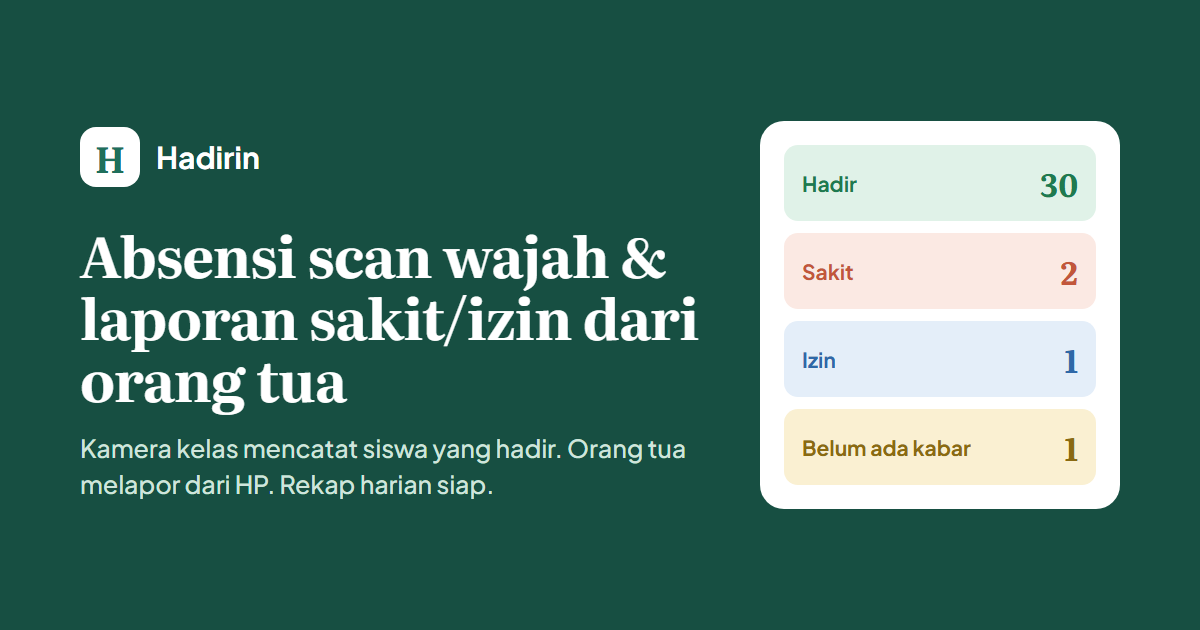 H
Hadirin
Absensi scan wajah &
laporan sakit/izin dari
orang tua
Kamera kelas mencatat siswa yang hadir. Orang tua
melapor dari HP. Rekap harian siap.
Hadir 30
Sakit 2
Izin 1
Belum ada kabar 1